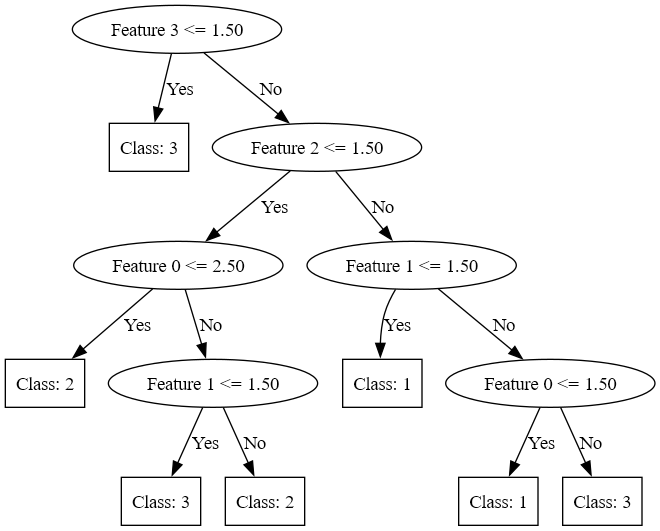 Feature 3 <= 1.50
Yes
No
Class: 3
Feature 2 <= 1.50
Yes
No
Feature 0 <= 2.50
Feature 1 <= 1.50
Yes
No
Yes
No
Class: 2
Feature 1 <= 1.50
Class: 1
Feature 0 <= 1.50
Yes
No
Yes
No
Class: 3
Class: 2
Class: 1
Class: 3